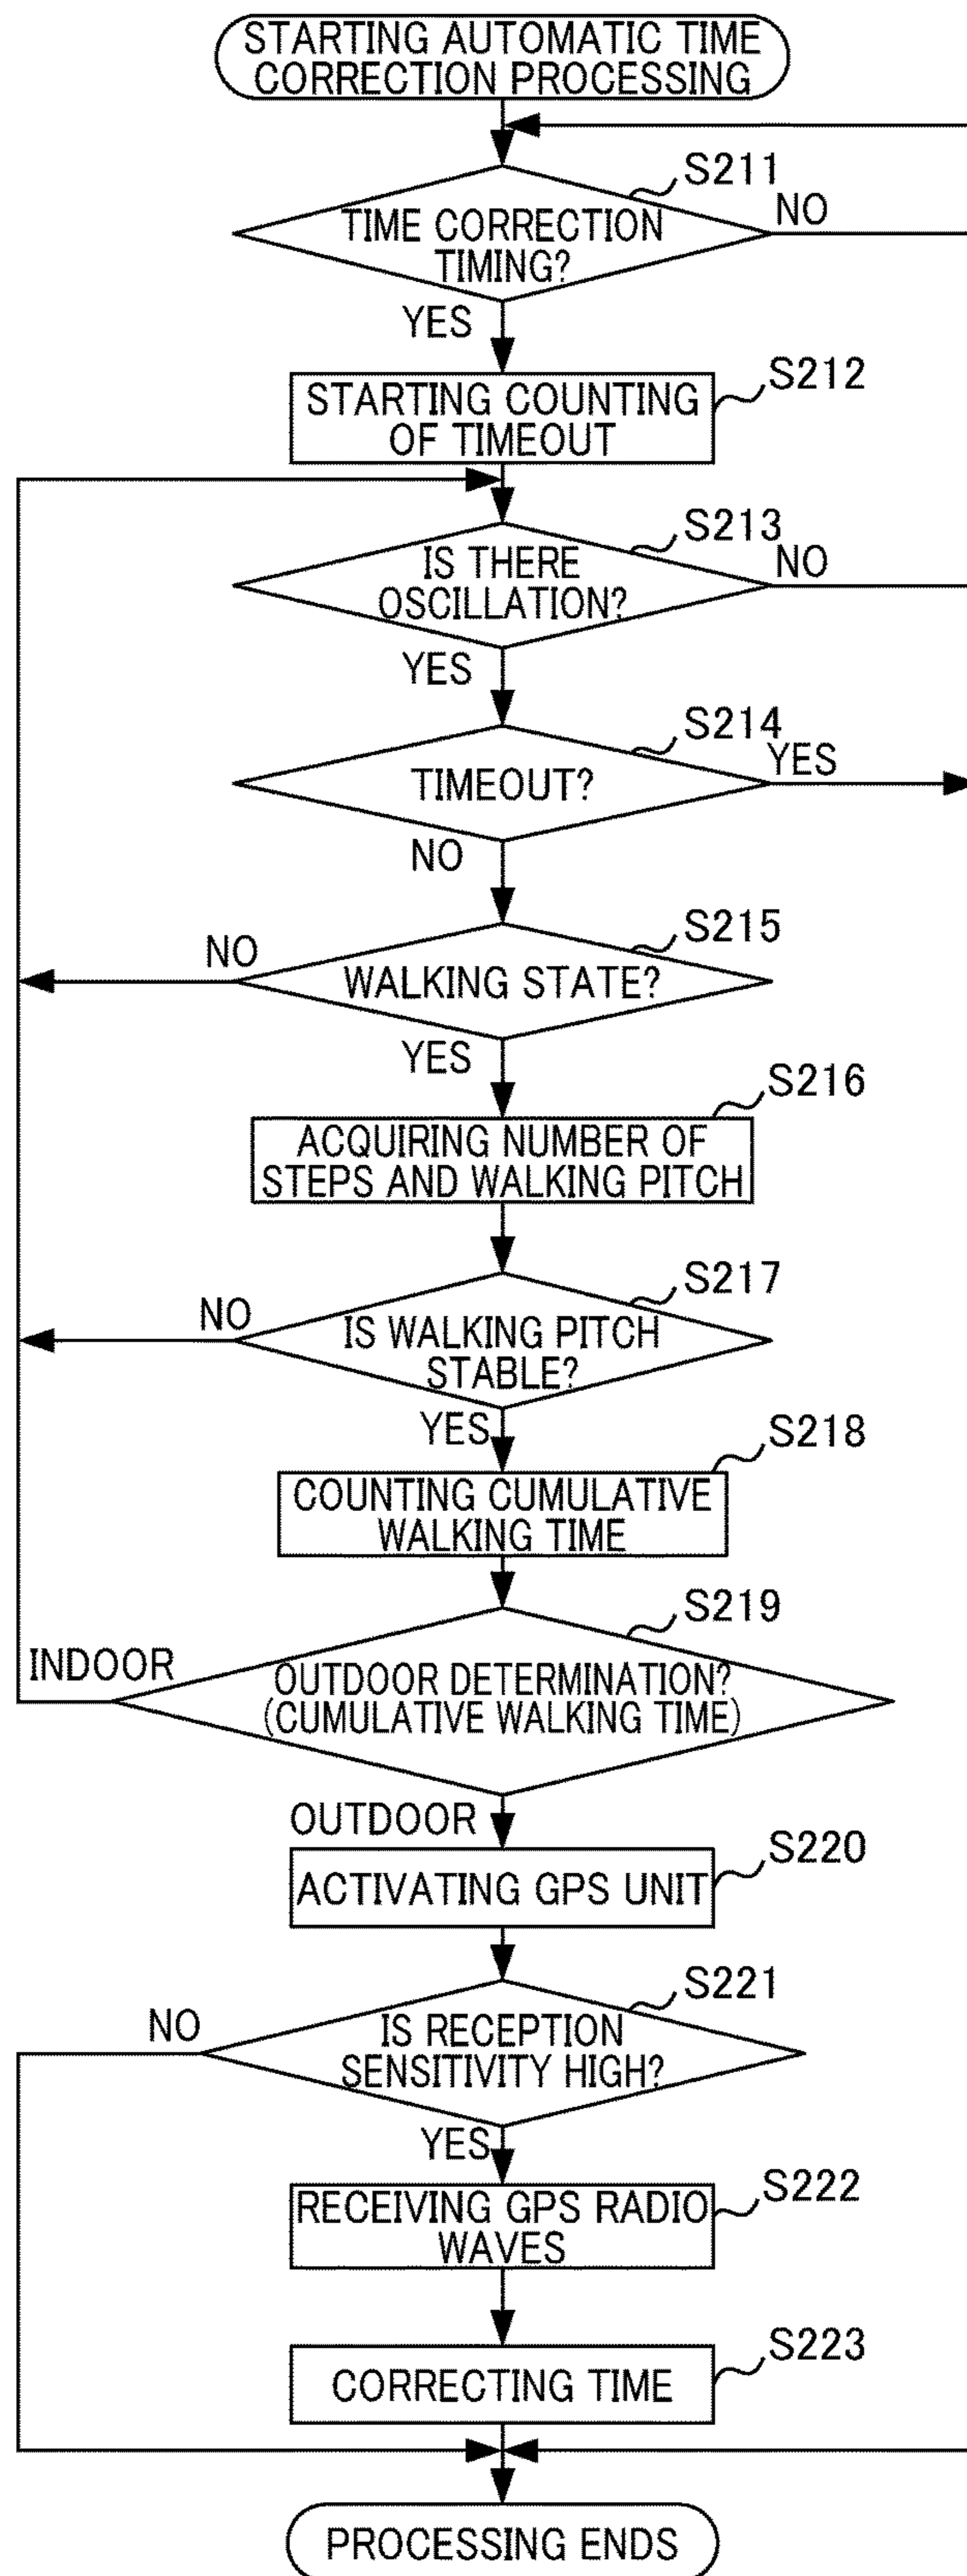 STARTING AUTOMATIC TIME
CORRECTION PROCESSING
S211
TIME CORRECTION
TIMING?
NO
YES
S212
STARTING COUNTING
OF TIMEOUT
S213
IS THERE
OSCILLATION?
NO
YES
S214
TIMEOUT?
YES
NO
S215
NO
WALKING STATE?
YES
S216
ACQUIRING NUMBER OF
STEPS AND WALKING PITCH
S217
NO
IS WALKING PITCH
STABLE?
YES
S218
COUNTING CUMULATIVE
WALKING TIME
S219
INDOOR
OUTDOOR DETERMINATION?
(CUMULATIVE WALKING TIME)
OUTDOOR
S220
ACTIVATING GPS UNIT
S221
NO
IS RECEPTION
SENSITIVITY HIGH?
YES
S222
RECEIVING GPS RADIO
WAVES
S223
CORRECTING TIME
PROCESSING ENDS